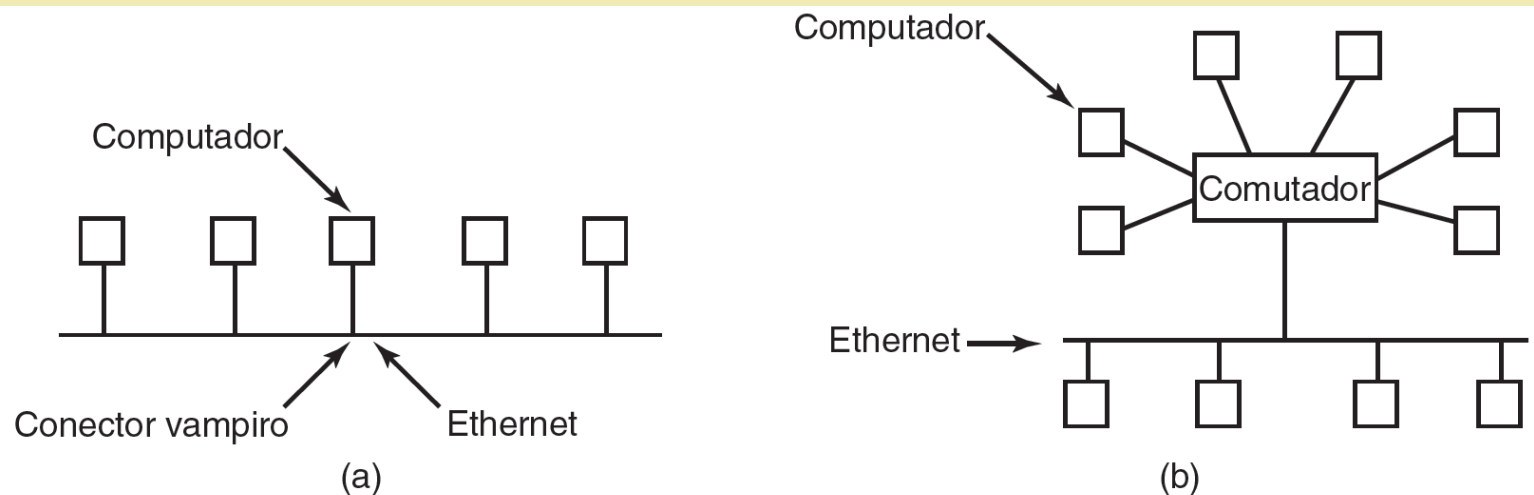 Computador
Conector vampiro
Ethernet
(a)
Computador
Comutador
Ethernet
(b)